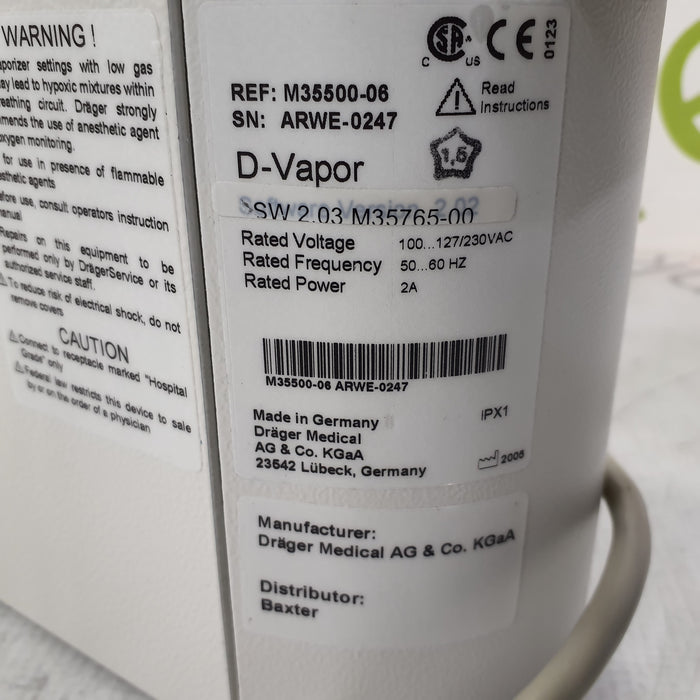 WARNING !
vaporizer settings with low gas
may lead to hypoxic mixtures within
breathing circuit. Dräger strongly
mends the use of anesthetic agent
oxygen monitoring.
for use in presence of flammable
sthetic agents
efore use, consult operators instruction
manual
Repairs on this equipment to be
performed only by DrägerService or its
authorized service staff.
To reduce risk of electrical shock, do not
remove covers
CAUTION
Connect to receptacle marked "Hospital
Grade" only
Federal law restricts this device to sale
by or on the order of a physician
C SA US CE 0123
REF: M35500-06
SN: ARWE-0247
Read
Instructions
D-Vapor
1,5
Software Version 2.02
SW 2.03 M35765-00
Rated Voltage 100...127/230VAC
Rated Frequency 50...60 HZ
Rated Power 2A
M35500-06 ARWE-0247
Made in Germany
IPX1
Dräger Medical
AG & Co. KGaA
23542 Lübeck, Germany
2005
Manufacturer:
Dräger Medical AG & Co. KGaA
Distributor:
Baxter